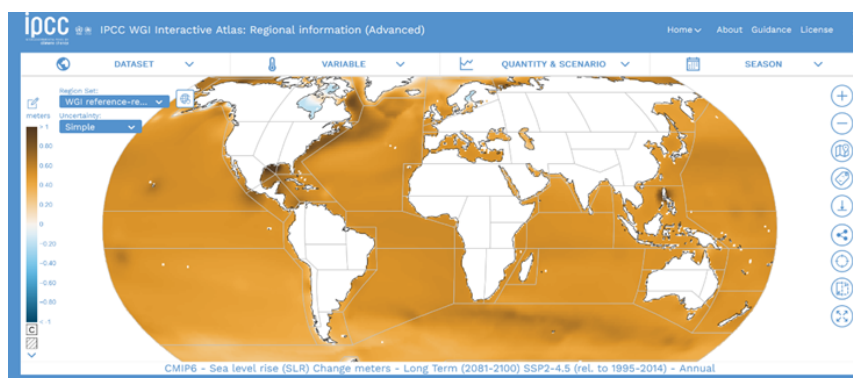 ipcc IPCC WGI Interactive Atlas: Regional information (Advanced) Home About Guidance License
DATASET VARIABLE QUANTITY & SCENARIO SEASON
Region Set:
WGI reference-re...
Uncertainty:
Simple
meters
> 1
0.80
0.60
0.40
0.20
0
-0.20
-0.40
-0.60
-0.80
< -1
C
CMIP6 - Sea level rise (SLR) Change meters - Long Term (2081-2100) SSP2-4.5 (rel. to 1995-2014) - Annual